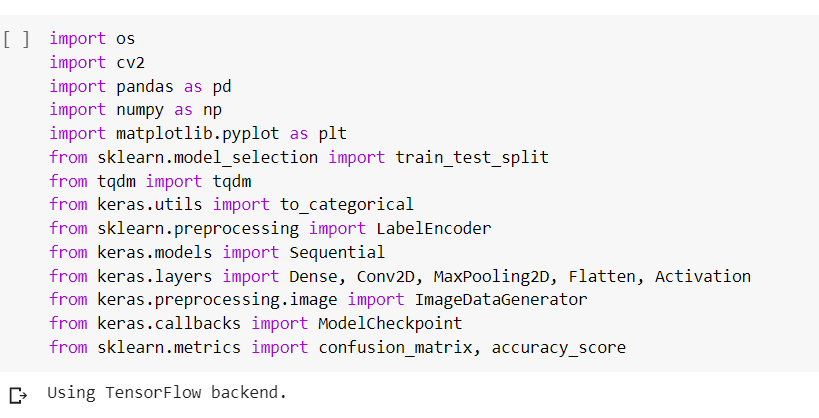 [ ] import os
import cv2
import pandas as pd
import numpy as np
import matplotlib.pyplot as plt
from sklearn.model_selection import train_test_split
from tqdm import tqdm
from keras.utils import to_categorical
from sklearn.preprocessing import LabelEncoder
from keras.models import Sequential
from keras.layers import Dense, Conv2D, MaxPooling2D, Flatten, Activation
from keras.preprocessing.image import ImageDataGenerator
from keras.callbacks import ModelCheckpoint
from sklearn.metrics import confusion_matrix, accuracy_score
Using TensorFlow backend.